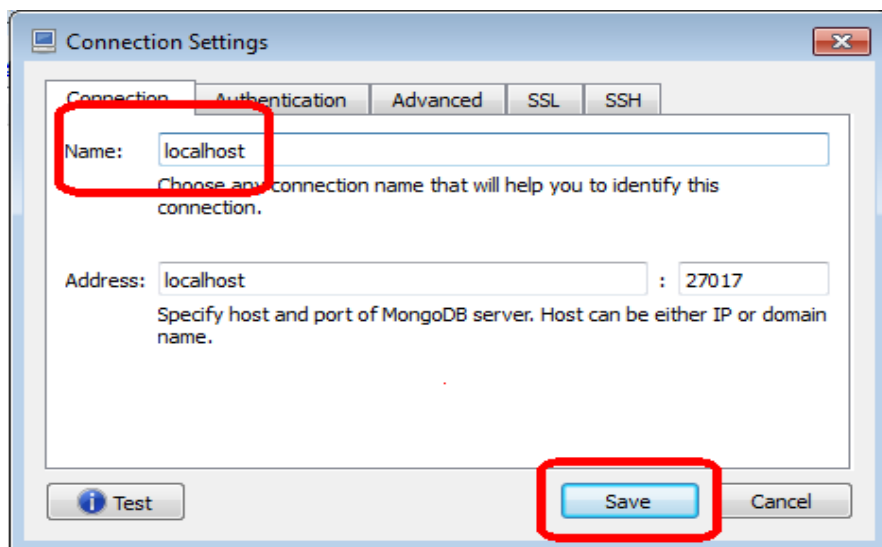 Connection Settings
Connection Authentication Advanced SSL SSH
Name: localhost
Choose any connection name that will help you to identify this
connection.
Address: localhost : 27017
Specify host and port of MongoDB server. Host can be either IP or domain
name.
Test Save Cancel